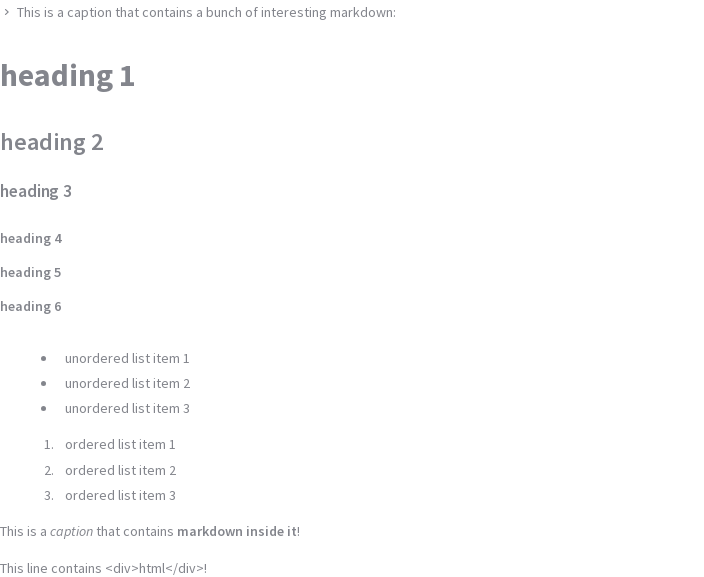 This is a caption that contains a bunch of interesting markdown:
heading 1
heading 2
heading 3
heading 4
heading 5
heading 6
• unordered list item 1
• unordered list item 2
• unordered list item 3
1. ordered list item 1
2. ordered list item 2
3. ordered list item 3
This is a caption that contains markdown inside it!
This line contains <div>html</div>!